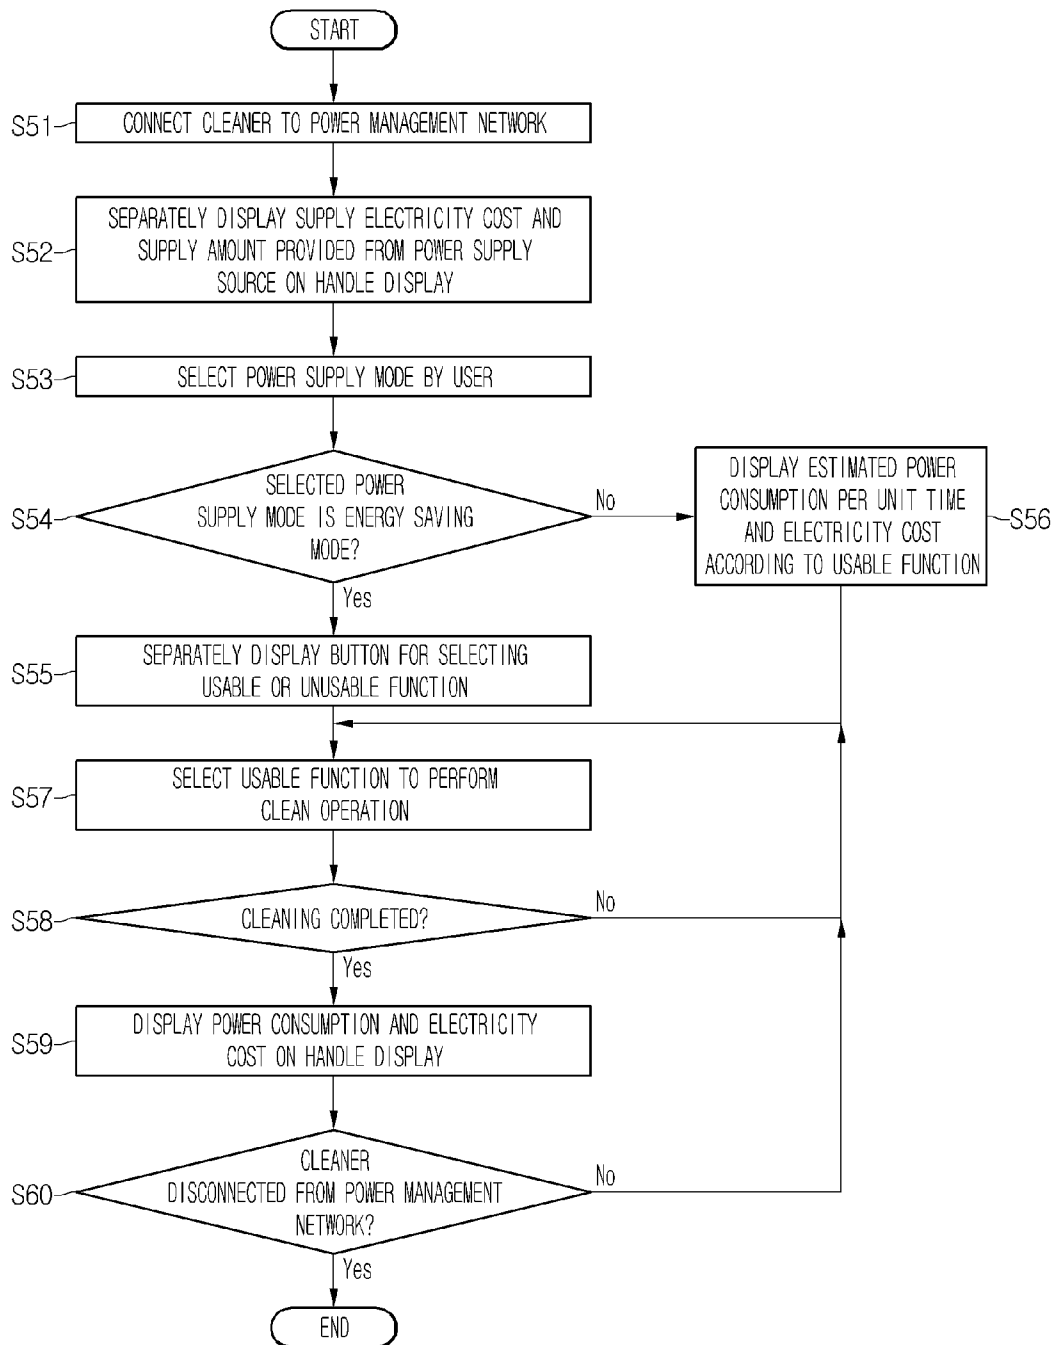 START
S51
CONNECT CLEANER TO POWER MANAGEMENT NETWORK
S52
SEPARATELY DISPLAY SUPPLY ELECTRICITY COST AND
SUPPLY AMOUNT PROVIDED FROM POWER SUPPLY
SOURCE ON HANDLE DISPLAY
S53
SELECT POWER SUPPLY MODE BY USER
S54
SELECTED POWER
SUPPLY MODE IS ENERGY SAVING
MODE?
No
Yes
DISPLAY ESTIMATED POWER
CONSUMPTION PER UNIT TIME
AND ELECTRICITY COST
ACCORDING TO USABLE FUNCTION
S56
S55
SEPARATELY DISPLAY BUTTON FOR SELECTING
USABLE OR UNUSABLE FUNCTION
S57
SELECT USABLE FUNCTION TO PERFORM
CLEAN OPERATION
S58
CLEANING COMPLETED?
No
Yes
S59
DISPLAY POWER CONSUMPTION AND ELECTRICITY
COST ON HANDLE DISPLAY
S60
CLEANER
DISCONNECTED FROM POWER MANAGEMENT
NETWORK?
No
Yes
END